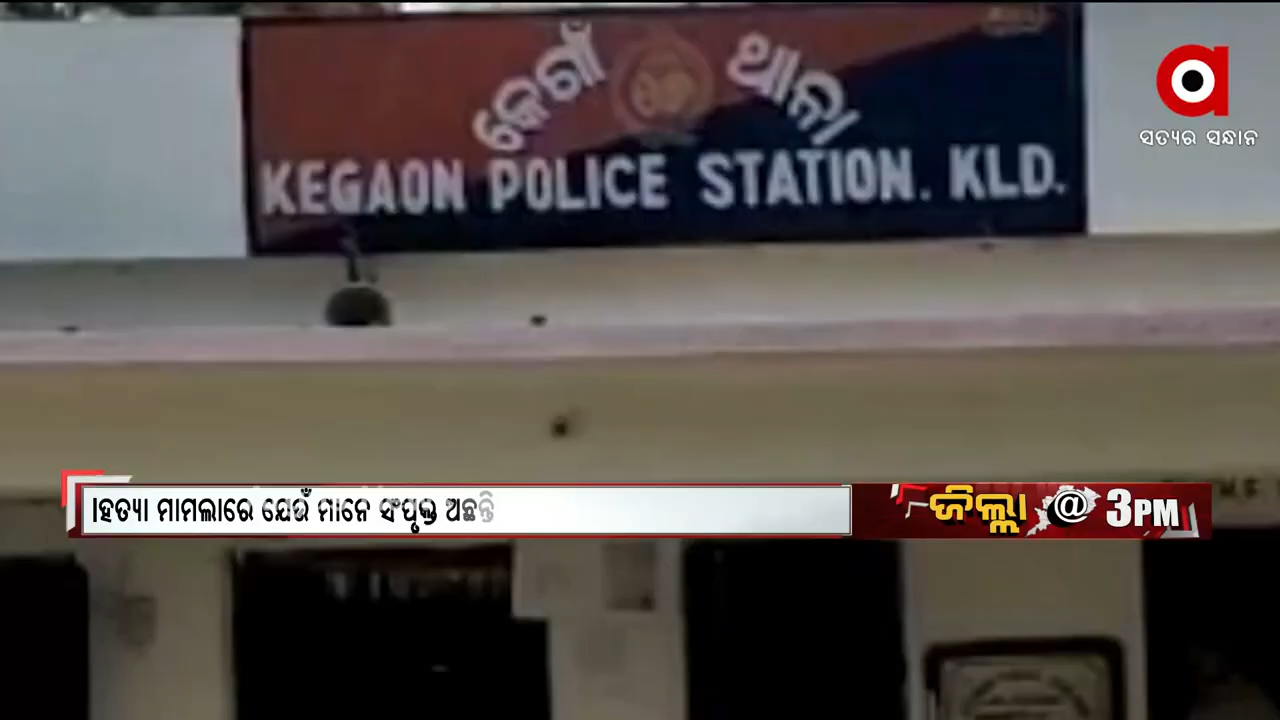 କେଗାଁ ଥାନା
KEGAON POLICE STATION. KLD.
a
ସତ୍ୟର ସନ୍ଧାନ
ହତ୍ୟା ମାମଲାରେ ଯେଉଁ ମାନେ ସଂପୃକ୍ତ ଅଛନ୍ତି
ଜିଲ୍ଲା @ 3PM